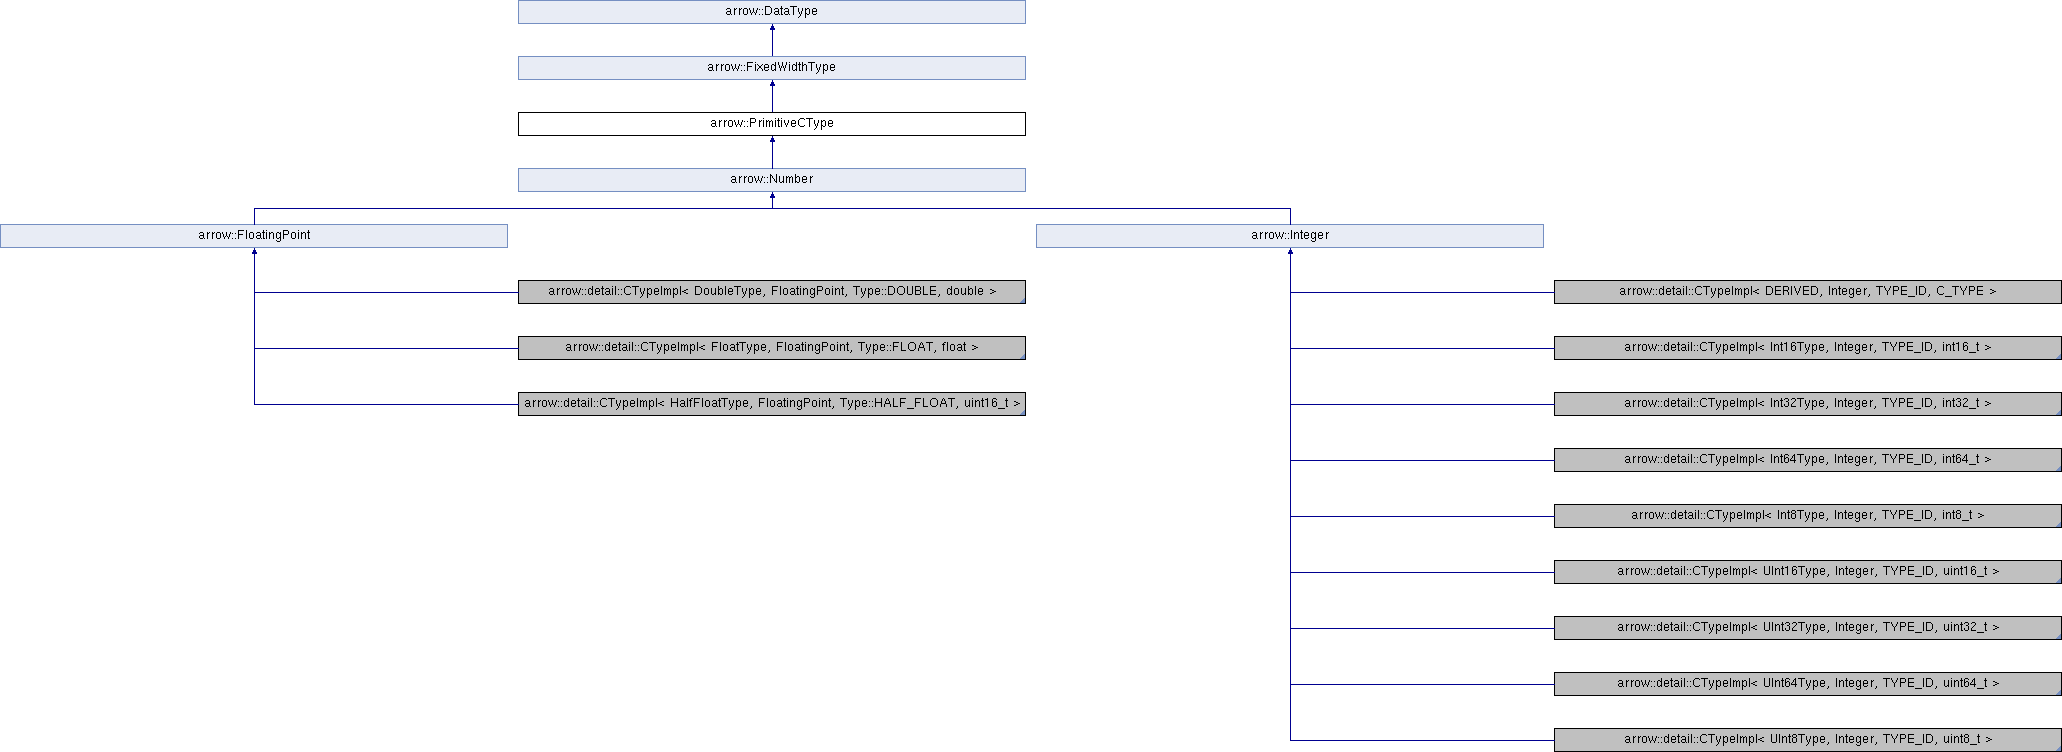 arrow::DataType
arrow::FixedWidthType
arrow::PrimitiveCType
arrow::Number
arrow::FloatingPoint
arrow::Integer
arrow::detail::CTypeImpl< DoubleType, FloatingPoint, Type::DOUBLE, double >
arrow::detail::CTypeImpl< DERIVED, Integer, TYPE_ID, C_TYPE >
arrow::detail::CTypeImpl< FloatType, FloatingPoint, Type::FLOAT, float >
arrow::detail::CTypeImpl< Int16Type, Integer, TYPE_ID, int16_t >
arrow::detail::CTypeImpl< HalfFloatType, FloatingPoint, Type::HALF_FLOAT, uint16_t >
arrow::detail::CTypeImpl< Int32Type, Integer, TYPE_ID, int32_t >
arrow::detail::CTypeImpl< Int64Type, Integer, TYPE_ID, int64_t >
arrow::detail::CTypeImpl< Int8Type, Integer, TYPE_ID, int8_t >
arrow::detail::CTypeImpl< UInt16Type, Integer, TYPE_ID, uint16_t >
arrow::detail::CTypeImpl< UInt32Type, Integer, TYPE_ID, uint32_t >
arrow::detail::CTypeImpl< UInt64Type, Integer, TYPE_ID, uint64_t >
arrow::detail::CTypeImpl< UInt8Type, Integer, TYPE_ID, uint8_t >